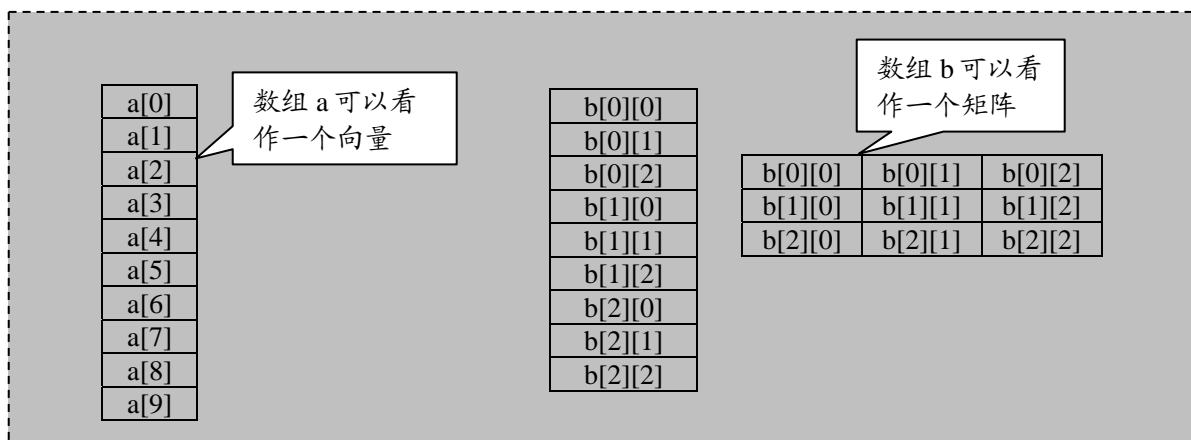 a[0]
a[1]
a[2]
a[3]
a[4]
a[5]
a[6]
a[7]
a[8]
a[9]
数组 a 可以看
作一个向量
b[0][0]
b[0][1]
b[0][2]
b[1][0]
b[1][1]
b[1][2]
b[2][0]
b[2][1]
b[2][2]
数组 b 可以看
作一个矩阵
b[0][0] b[0][1] b[0][2]
b[1][0] b[1][1] b[1][2]
b[2][0] b[2][1] b[2][2]